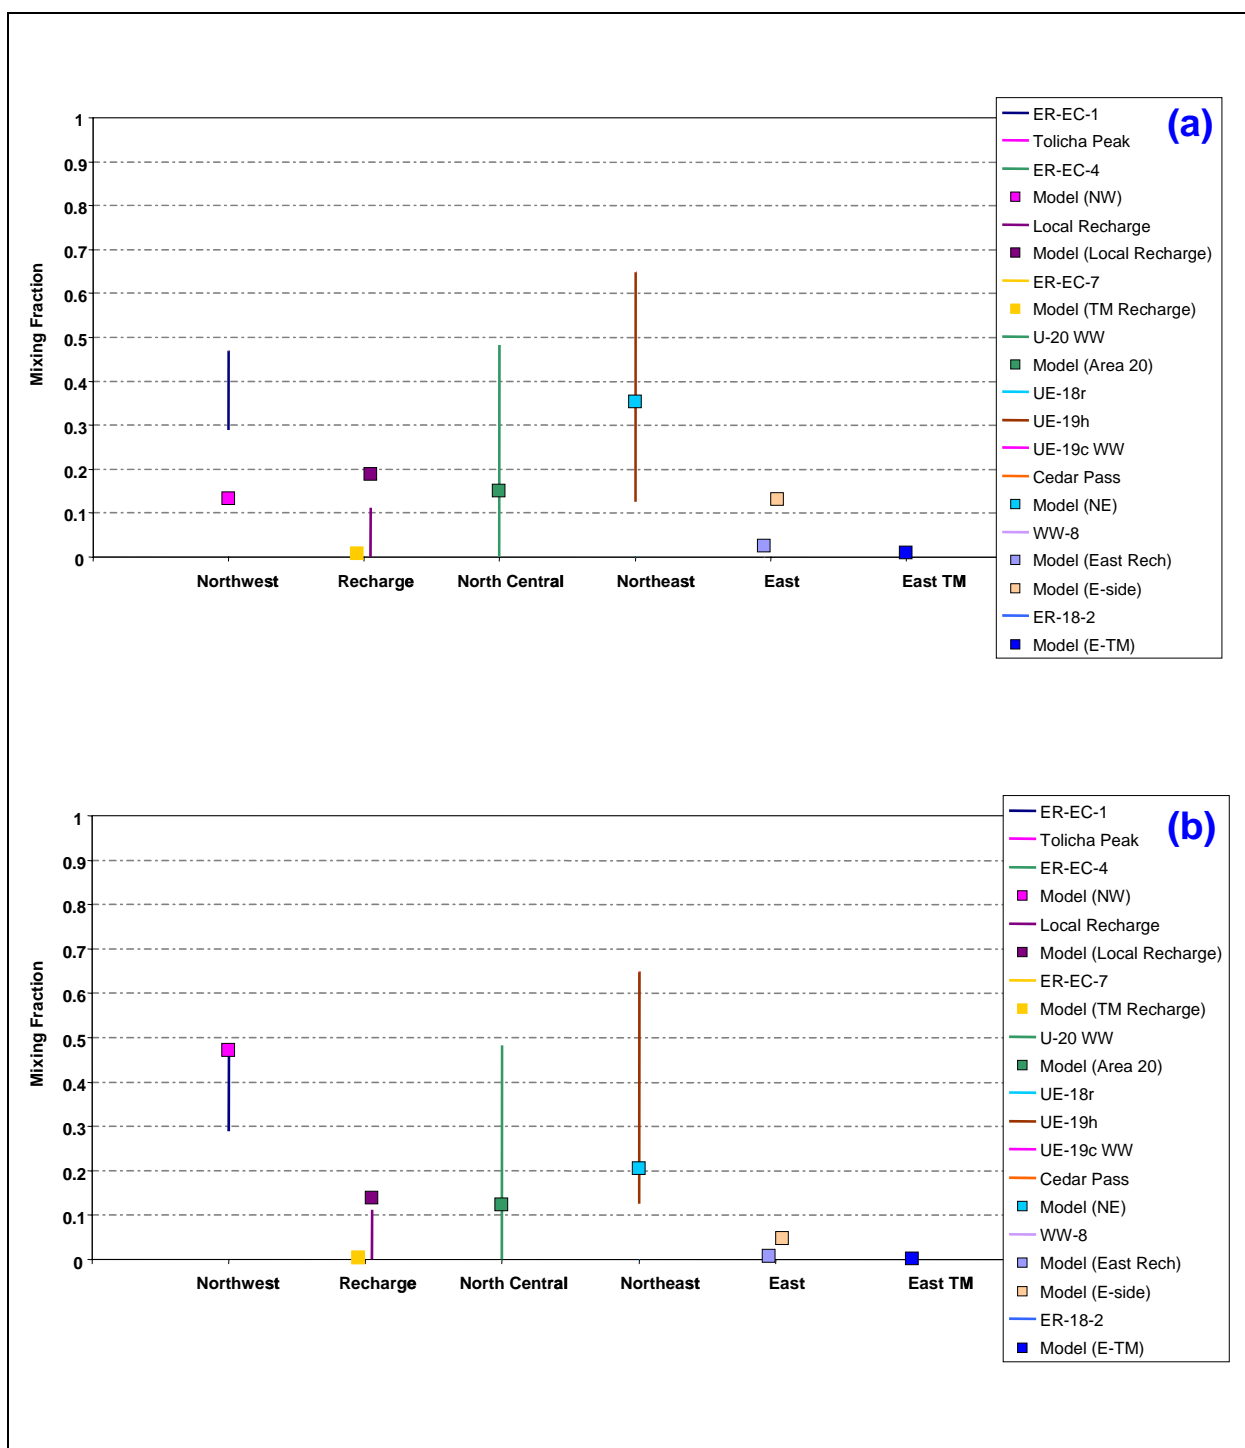 (a)
1
0.9
0.8
0.7
0.6
0.5
0.4
0.3
0.2
0.1
0
Mixing Fraction
Northwest Recharge North Central Northeast East East TM
ER-EC-1
Tolicha Peak
ER-EC-4
Model (NW)
Local Recharge
Model (Local Recharge)
ER-EC-7
Model (TM Recharge)
U-20 WW
Model (Area 20)
UE-18r
UE-19h
UE-19c WW
Cedar Pass
Model (NE)
WW-8
Model (East Rech)
Model (E-side)
ER-18-2
Model (E-TM)
(b)
1
0.9
0.8
0.7
0.6
0.5
0.4
0.3
0.2
0.1
0
Mixing Fraction
Northwest Recharge North Central Northeast East East TM
ER-EC-1
Tolicha Peak
ER-EC-4
Model (NW)
Local Recharge
Model (Local Recharge)
ER-EC-7
Model (TM Recharge)
U-20 WW
Model (Area 20)
UE-18r
UE-19h
UE-19c WW
Cedar Pass
Model (NE)
WW-8
Model (East Rech)
Model (E-side)
ER-18-2
Model (E-TM)